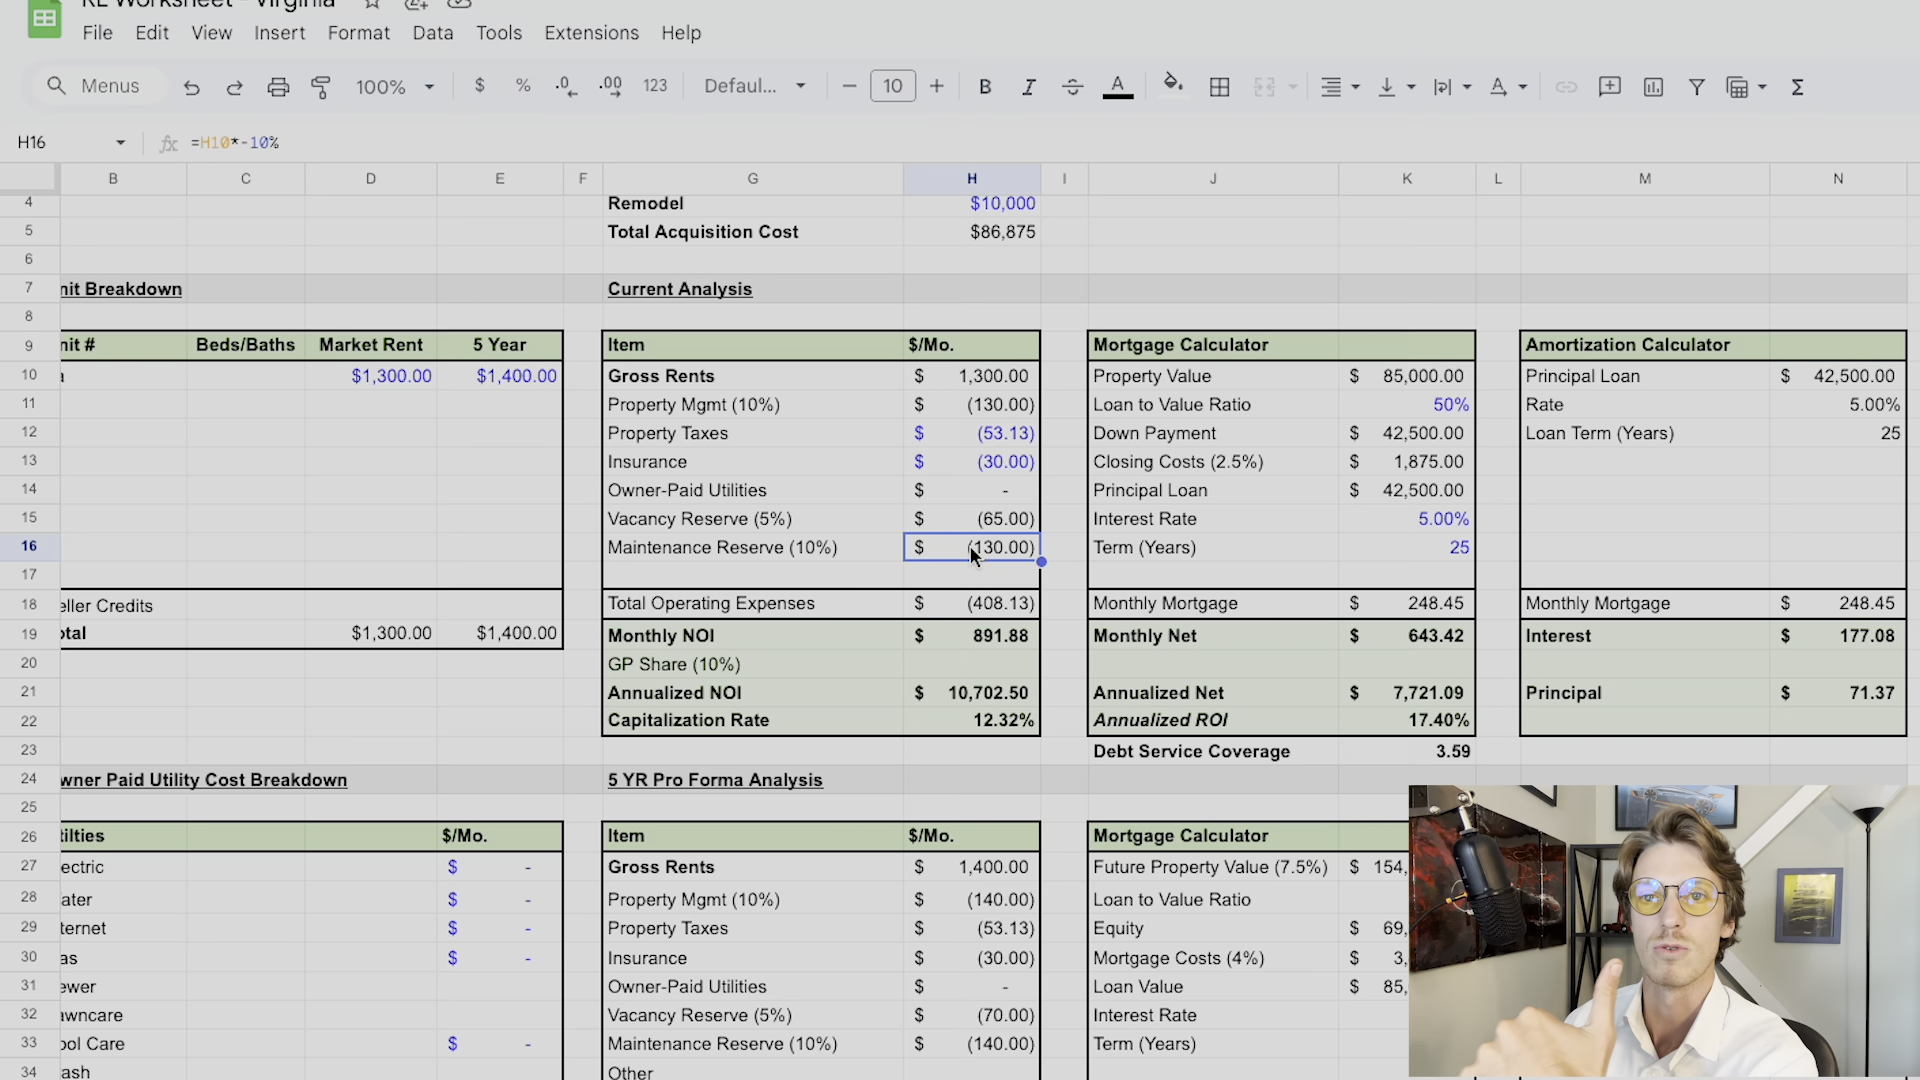 RE Worksheet - Virginia
File Edit View Insert Format Data Tools Extensions Help
Menus 100% $ % .0 .00 123 Defaul... 10 B I A A Σ
H16 fx =H10*-10%
B C D E F G H I J K L M N
4 Remodel $10,000
5 Total Acquisition Cost $86,875
6
7 nit Breakdown Current Analysis
8
9 nit # Beds/Baths Market Rent 5 Year Item $/Mo. Mortgage Calculator Amortization Calculator
10 $1,300.00 $1,400.00 Gross Rents $ 1,300.00 Property Value $ 85,000.00 Principal Loan $ 42,500.00
11 Property Mgmt (10%) $ (130.00) Loan to Value Ratio 50% Rate 5.00%
12 Property Taxes $ (53.13) Down Payment $ 42,500.00 Loan Term (Years) 25
13 Insurance $ (30.00) Closing Costs (2.5%) $ 1,875.00
14 Owner-Paid Utilities $ - Principal Loan $ 42,500.00
15 Vacancy Reserve (5%) $ (65.00) Interest Rate 5.00%
16 Maintenance Reserve (10%) $ (130.00) Term (Years) 25
17
18 eller Credits Total Operating Expenses $ (408.13) Monthly Mortgage $ 248.45 Monthly Mortgage $ 248.45
19 otal $1,300.00 $1,400.00 Monthly NOI $ 891.88 Monthly Net $ 643.42 Interest $ 177.08
20 GP Share (10%)
21 Annualized NOI $ 10,702.50 Annualized Net $ 7,721.09 Principal $ 71.37
22 Capitalization Rate 12.32% Annualized ROI 17.40%
23 Debt Service Coverage 3.59
24 wner Paid Utility Cost Breakdown 5 YR Pro Forma Analysis
25
26 tilties $/Mo. Item $/Mo. Mortgage Calculator
27 ectric $ - Gross Rents $ 1,400.00 Future Property Value (7.5%) $ 154,
28 ater $ - Property Mgmt (10%) $ (140.00) Loan to Value Ratio
29 ternet $ - Property Taxes $ (53.13) Equity $ 69,
30 as $ - Insurance $ (30.00) Mortgage Costs (4%) $ 3,
31 ewer Owner-Paid Utilities $ - Loan Value $ 85,
32 awncare Vacancy Reserve (5%) $ (70.00) Interest Rate
33 ool Care $ - Maintenance Reserve (10%) $ (140.00) Term (Years)
34 ash Other